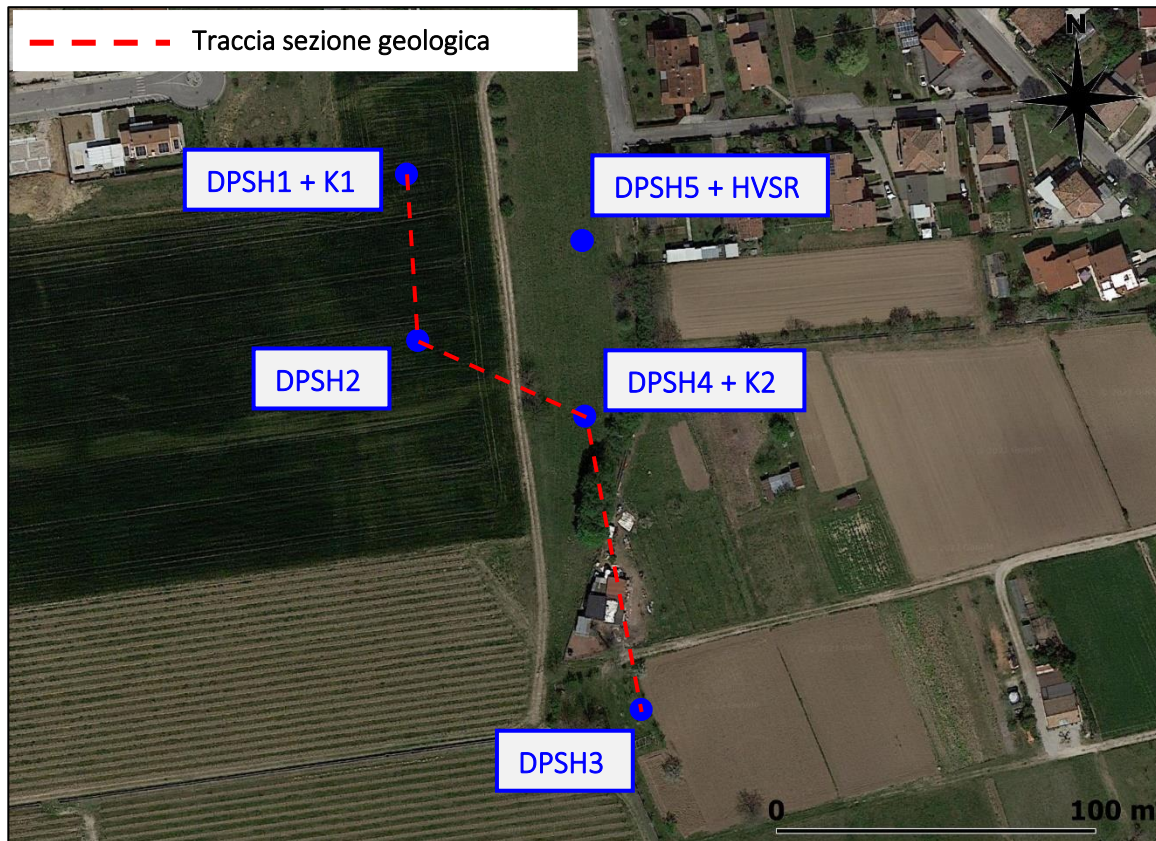 Traccia sezione geologica
N
DPSH1 + K1
DPSH5 + HVSR
DPSH2
DPSH4 + K2
DPSH3
0
100 m